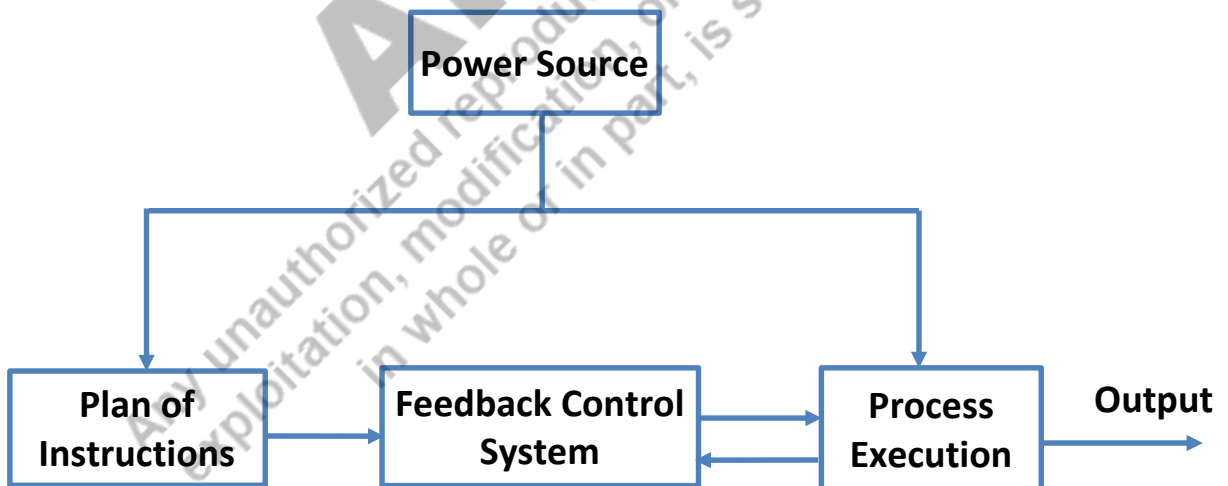 Power Source
Plan of
Instructions
Feedback Control
System
Process
Execution
Output
Any unauthorized
exploitation, modification,
in whole or in part, is